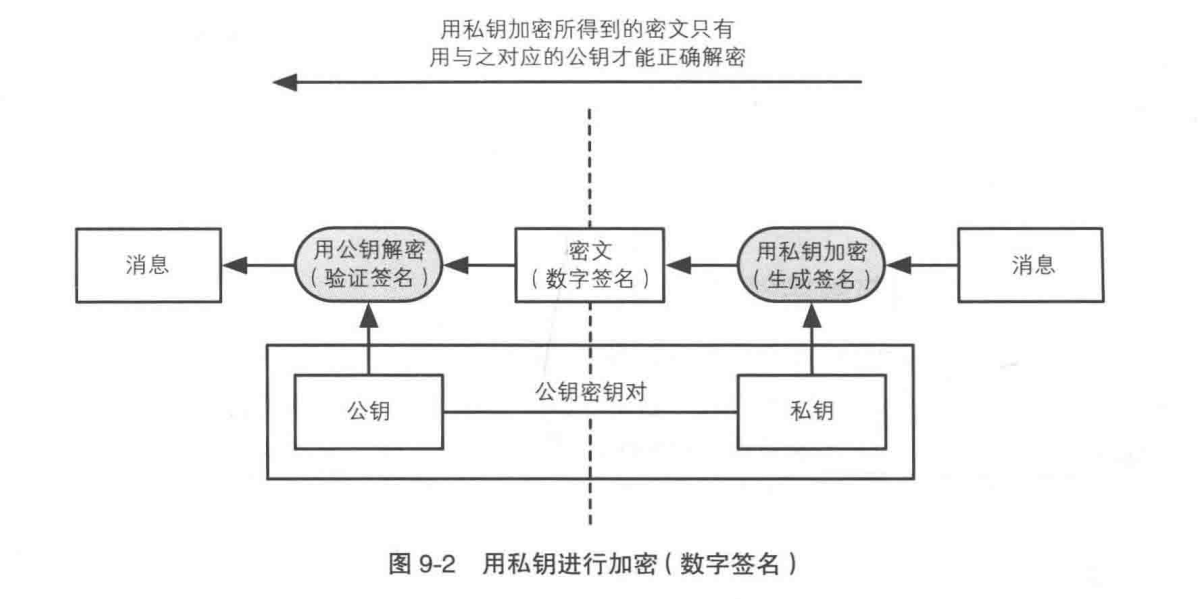 用私钥加密所得到的密文只有
用与之对应的公钥才能正确解密
消息
用公钥解密
（验证签名）
密文
（数字签名）
用私钥加密
（生成签名）
消息
公钥
公钥密钥对
私钥
图 9-2 用私钥进行加密（数字签名）